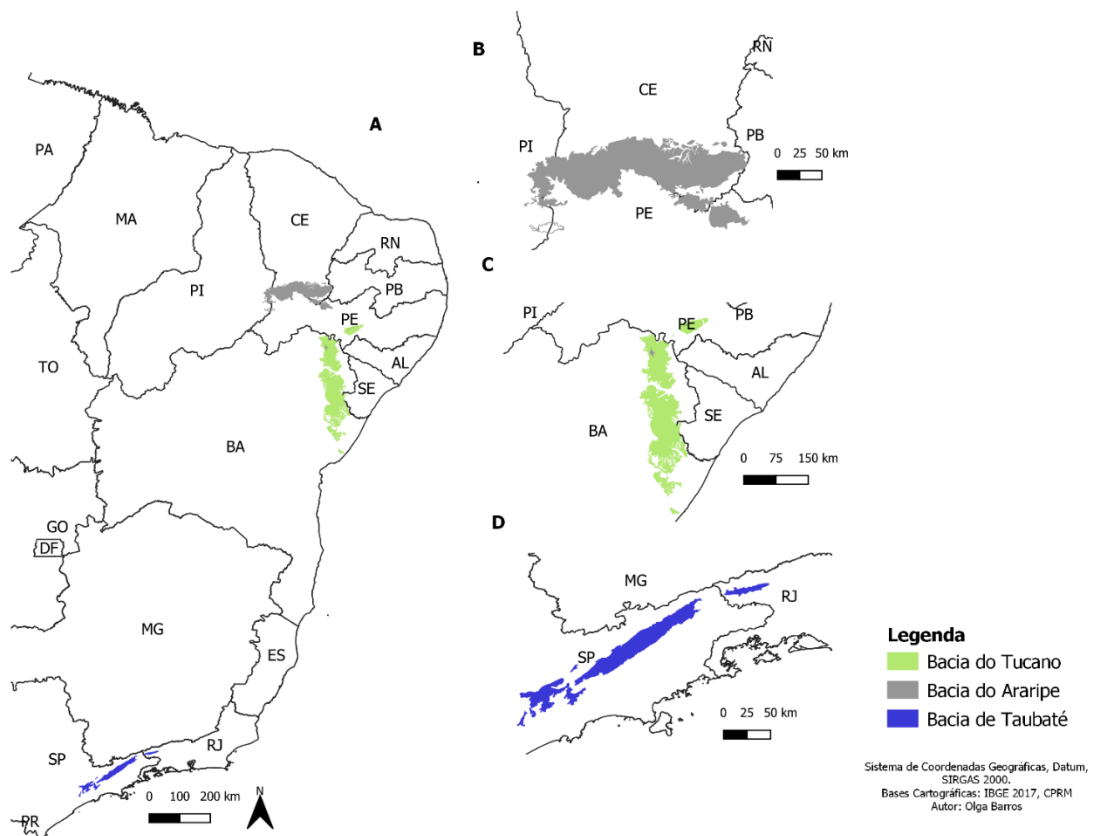 A
PA
MA
CE
RN
PI
PB
PE
TO
AL
SE
BA
GO
DF
MG
ES
SP
RJ
PR
0 100 200 km
N
B
RN
CE
PI
PB
0 25 50 km
PE
C
PI
PE
PB
AL
SE
BA
0 75 150 km
D
MG
RJ
SP
0 25 50 km
Legenda
Bacia do Tucano
Bacia do Araripe
Bacia de Taubaté
Sistema de Coordenadas Geográficas, Datum,
SIRGAS 2000.
Bases Cartográficas: IBGE 2017, CPRM
Autor: Olga Barros